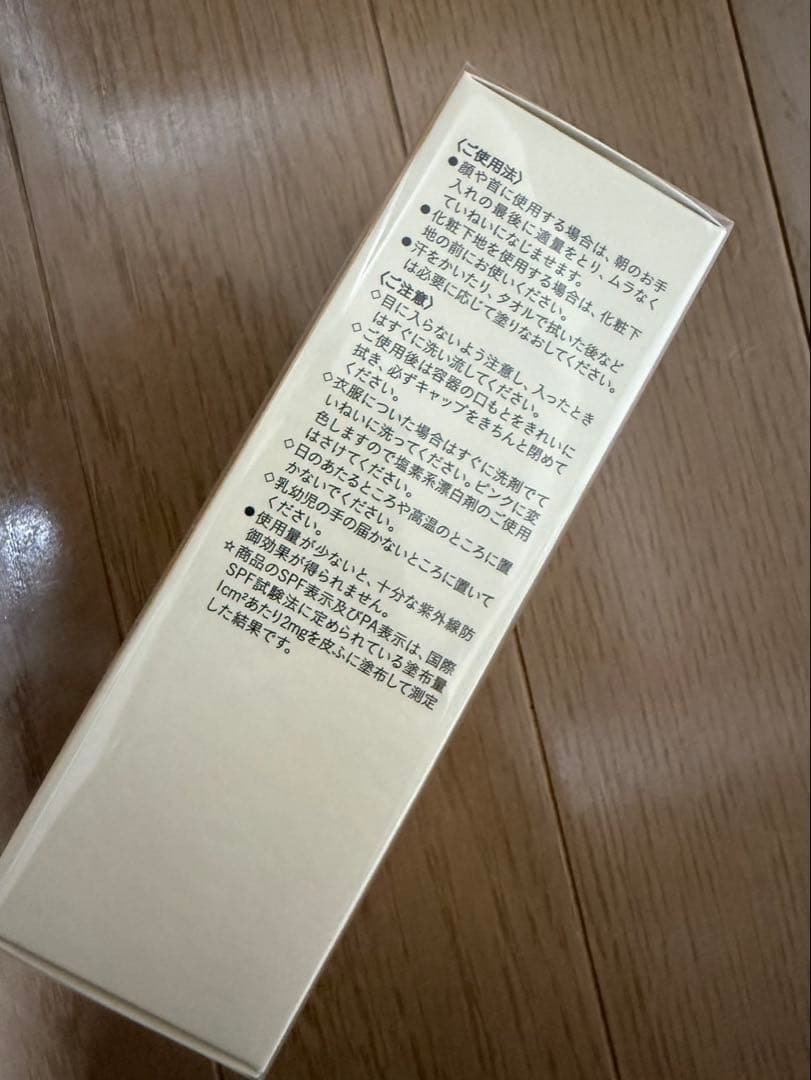 〈ご使用法〉
●顔や首に使用する場合は、朝のお手
入れの最後に適量をとり、ムラなく
ていねいになじませます。
●化粧下地を使用する場合は、化粧下
地の前にお使いください。
●汗をかいたり、タオルで拭いた後など
は必要に応じて塗りなおしてください。
〈ご注意〉
◇目に入らないよう注意し、入ったとき
はすぐに洗い流してください。
◇ご使用後は容器の口もとをきれいに
拭き、必ずキャップをきちんと閉めて
ください。
◇衣服についた場合はすぐに洗剤でて
いねいに洗ってください。ピンクに変
色しますので塩素系漂白剤のご使用
はさけてください。
◇日のあたるところや高温のところに置
かないでください。
◇乳幼児の手の届かないところに置いて
ください。
●使用量が少ないと、十分な紫外線防
御効果が得られません。
☆商品のSPF表示及びPA表示は、国際
SPF試験法に定められている塗布量
1cm²あたり2mgを皮ふに塗布して測定
した結果です。